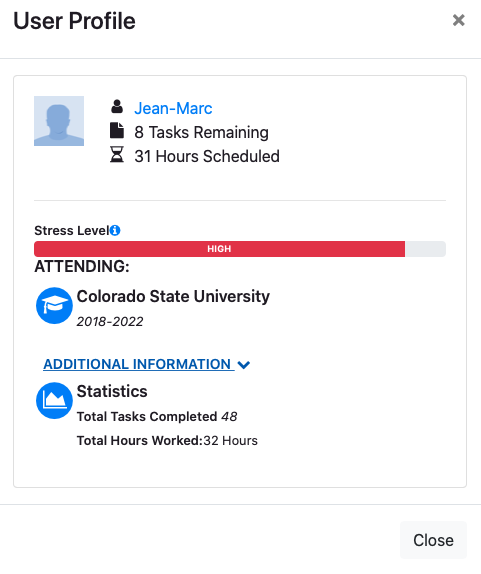 User Profile
Jean-Marc
8 Tasks Remaining
31 Hours Scheduled
Stress Level
HIGH
ATTENDING:
Colorado State University
2018-2022
ADDITIONAL INFORMATION
Statistics
Total Tasks Completed 48
Total Hours Worked:32 Hours
Close